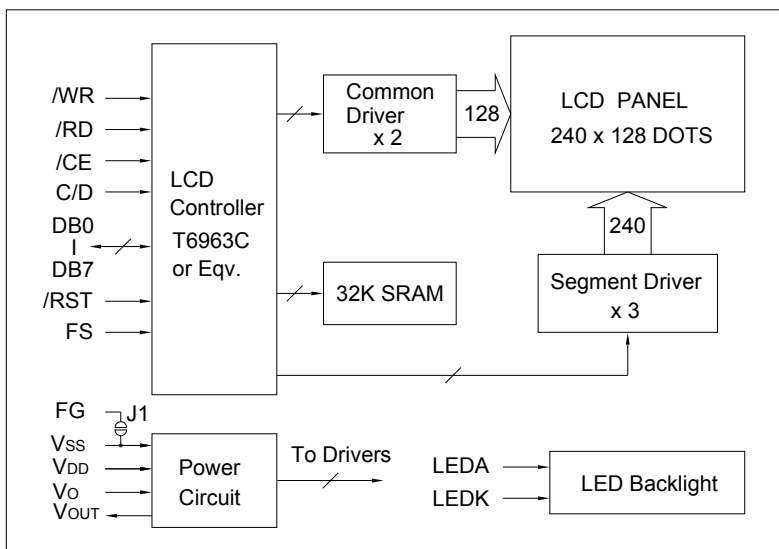 /WR
/RD
/CE
C/D
DB0
I
DB7
/RST
FS
LCD
Controller
T6963C
or Eqv.
Common
Driver
x 2
128
LCD PANEL
240 x 128 DOTS
240
32K SRAM
Segment Driver
x 3
FG
J1
VSS
VDD
VO
VOUT
Power
Circuit
To Drivers
LEDA
LEDK
LED Backlight